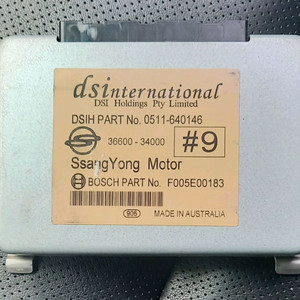 dsinternational
DSI Holdings Pty Limited
DSIH PART No. 0511-640146
36600 - 34000
#9
SsangYong Motor
BOSCH PART No. F005E00183
906
MADE IN AUSTRALIA